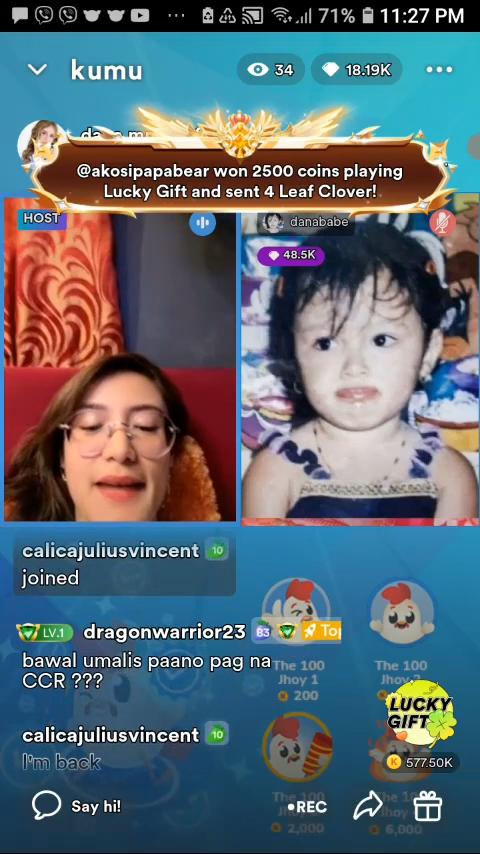 71% 11:27 PM
kumu
34
18.19K
@akosipapabear won 2500 coins playing
Lucky Gift and sent 4 Leaf Clover!
HOST
danababe
48.5K
calicajuliusvincent 10
joined
LV.1 dragonwarrior23 B3 Top
bawal umalis paano pag na
CCR ???
The 100
Jhoy 1
200
The 100
LUCKY
GIFT
calicajuliusvincent 10
I'm back
K 577.50K
The 100
2,000
6,000
Say hi!
REC